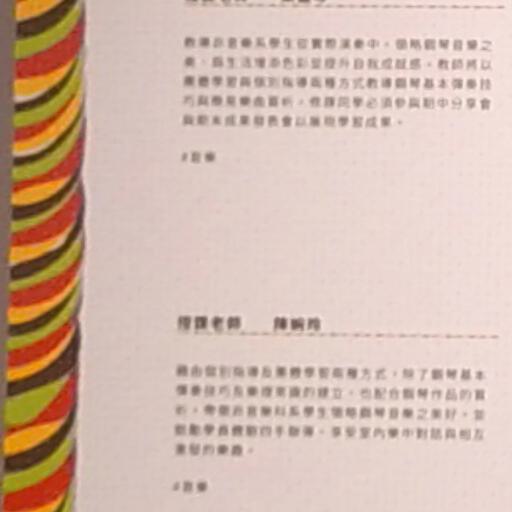 教導非音樂系學生從實際演奏中，領略鋼琴音樂之
美，為生活增添色彩並提升自我成就感。教師將以
團體學習與個別指導兩種方式教導鋼琴基本彈奏技
巧與簡易樂曲賞析，修課同學必須參與期中分享會
與期末成果發表會以展現學習成果。
#音樂
授課老師 陳婉玲
藉由個別指導及團體學習兩種方式，除了鋼琴基本
彈奏技巧及樂理常識的建立，也配合鋼琴作品的賞
析，帶領非音樂科系學生領略鋼琴音樂之美好，並
鼓勵學員體驗四手聯彈，享受室內樂中對話與相互
激發的樂趣。
#音樂